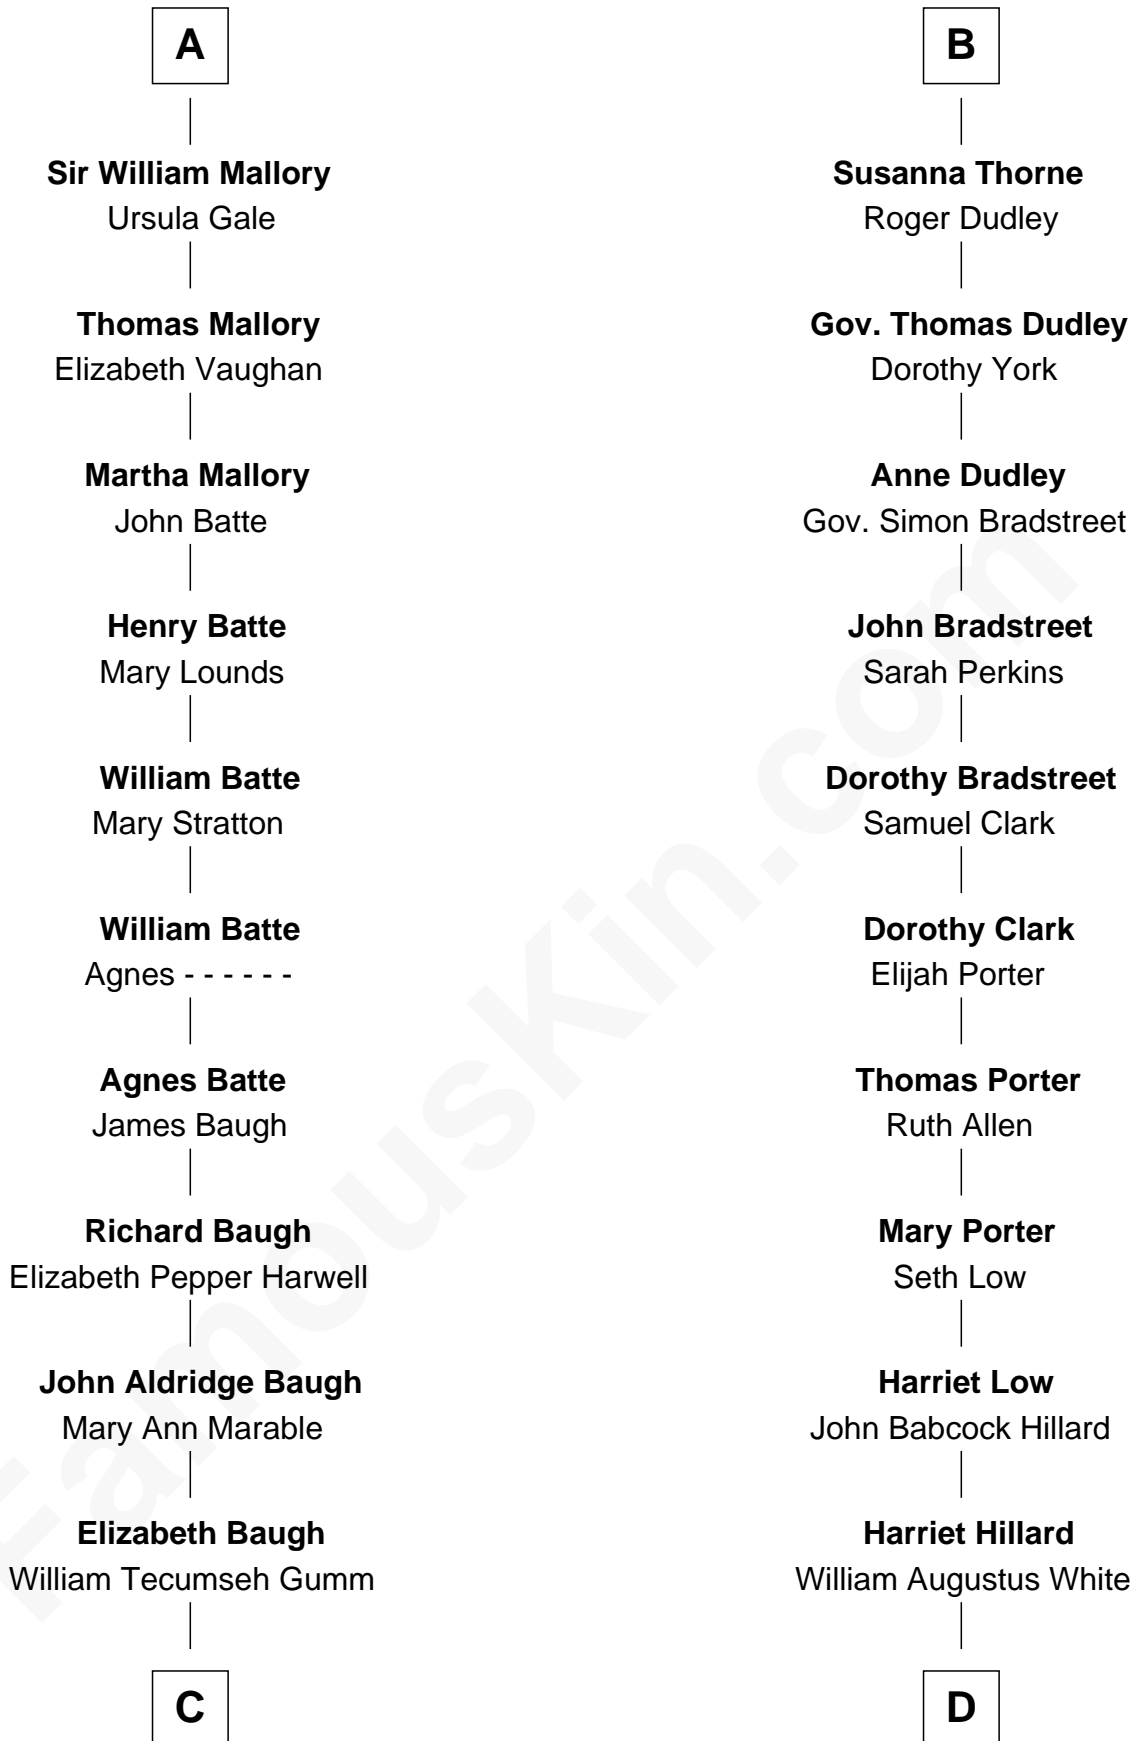 A
Sir William Mallory
Ursula Gale
Thomas Mallory
Elizabeth Vaughan
Martha Mallory
John Batte
Henry Batte
Mary Lounds
William Batte
Mary Stratton
William Batte
Agnes - - - - - -
Agnes Batte
James Baugh
Richard Baugh
Elizabeth Pepper Harwell
John Aldridge Baugh
Mary Ann Marable
Elizabeth Baugh
William Tecumseh Gumm
C
B
Susanna Thorne
Roger Dudley
Gov. Thomas Dudley
Dorothy York
Anne Dudley
Gov. Simon Bradstreet
John Bradstreet
Sarah Perkins
Dorothy Bradstreet
Samuel Clark
Dorothy Clark
Elijah Porter
Thomas Porter
Ruth Allen
Mary Porter
Seth Low
Harriet Low
John Babcock Hillard
Harriet Hillard
William Augustus White
D
FamousKin.com